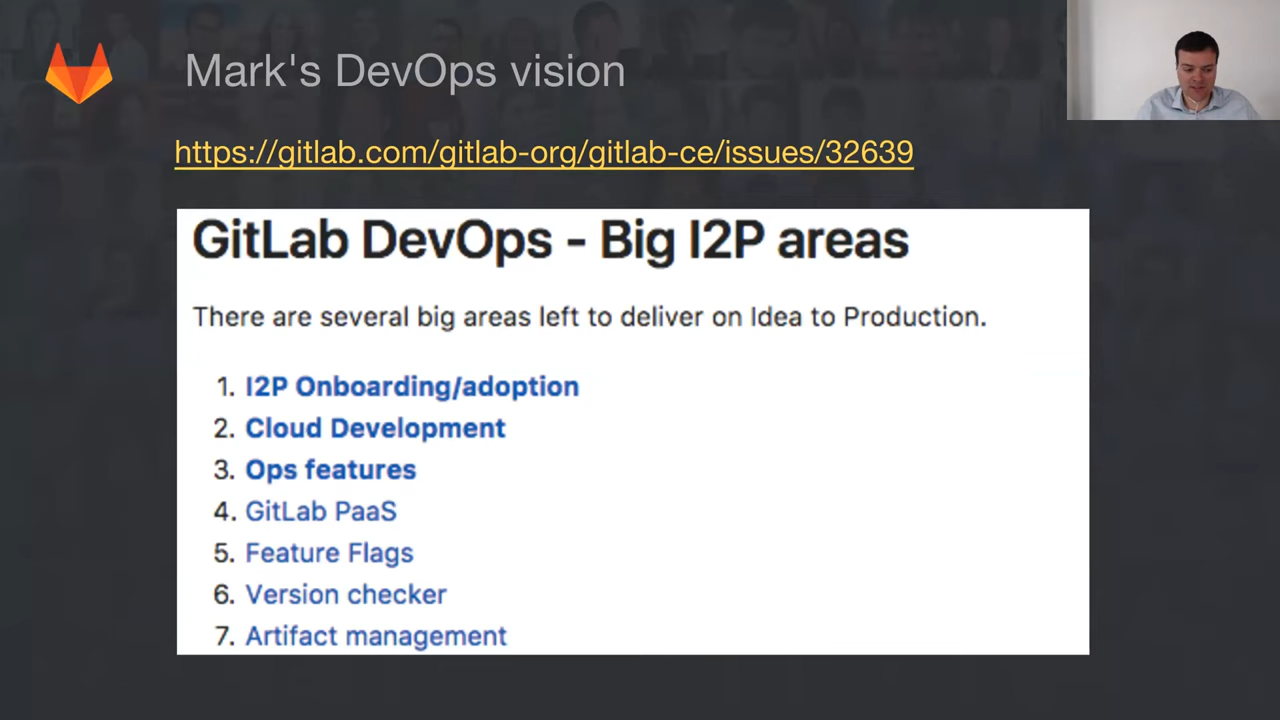 Mark's DevOps vision
https://gitlab.com/gitlab-org/gitlab-ce/issues/32639
GitLab DevOps - Big I2P areas
There are several big areas left to deliver on Idea to Production.
1. I2P Onboarding/adoption
2. Cloud Development
3. Ops features
4. GitLab PaaS
5. Feature Flags
6. Version checker
7. Artifact management